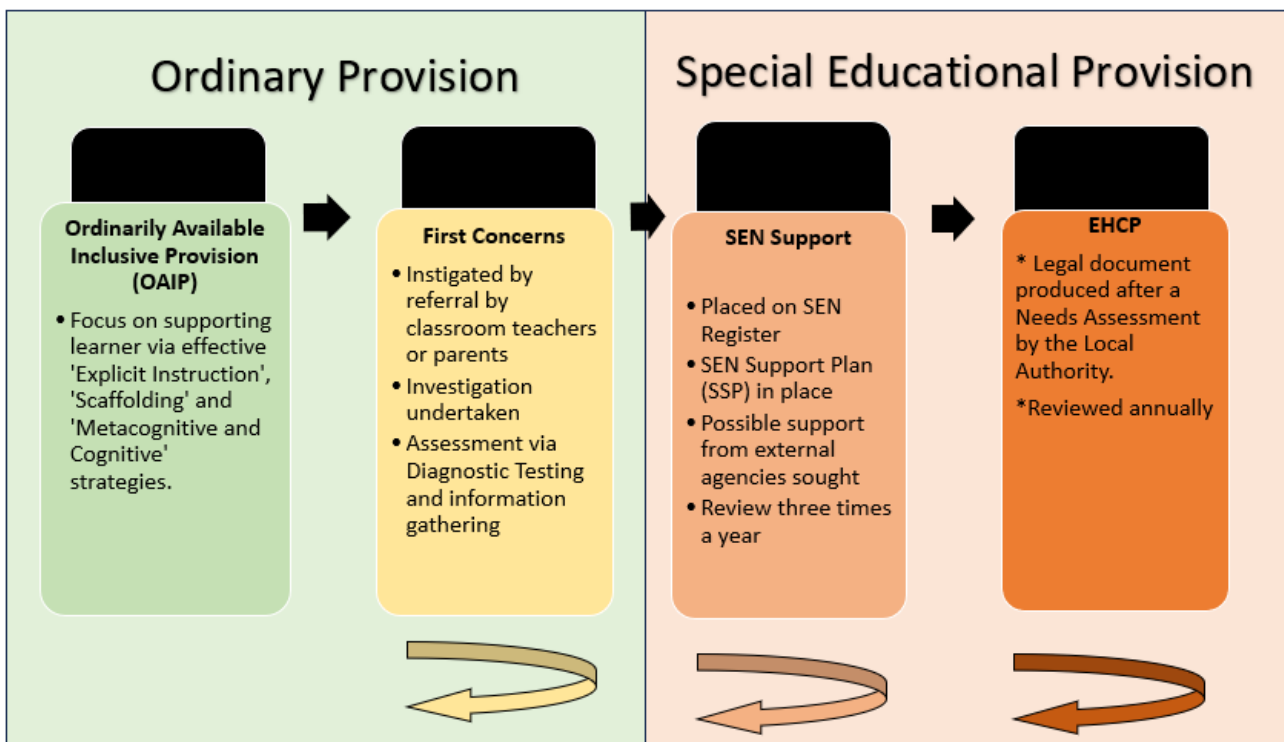 Ordinary Provision
Special Educational Provision
Ordinarily Available
Inclusive Provision
(OAIP)
• Focus on supporting
learner via effective
'Explicit Instruction',
'Scaffolding' and
'Metacognitive and
Cognitive'
strategies.
First Concerns
• Instigated by
referral by
classroom teachers
or parents
• Investigation
undertaken
• Assessment via
Diagnostic Testing
and information
gathering
SEN Support
• Placed on SEN
Register
• SEN Support Plan
(SSP) in place
• Possible support
from external
agencies sought
• Review three times
a year
EHCP
* Legal document
produced after a
Needs Assessment
by the Local
Authority.
*Reviewed annually